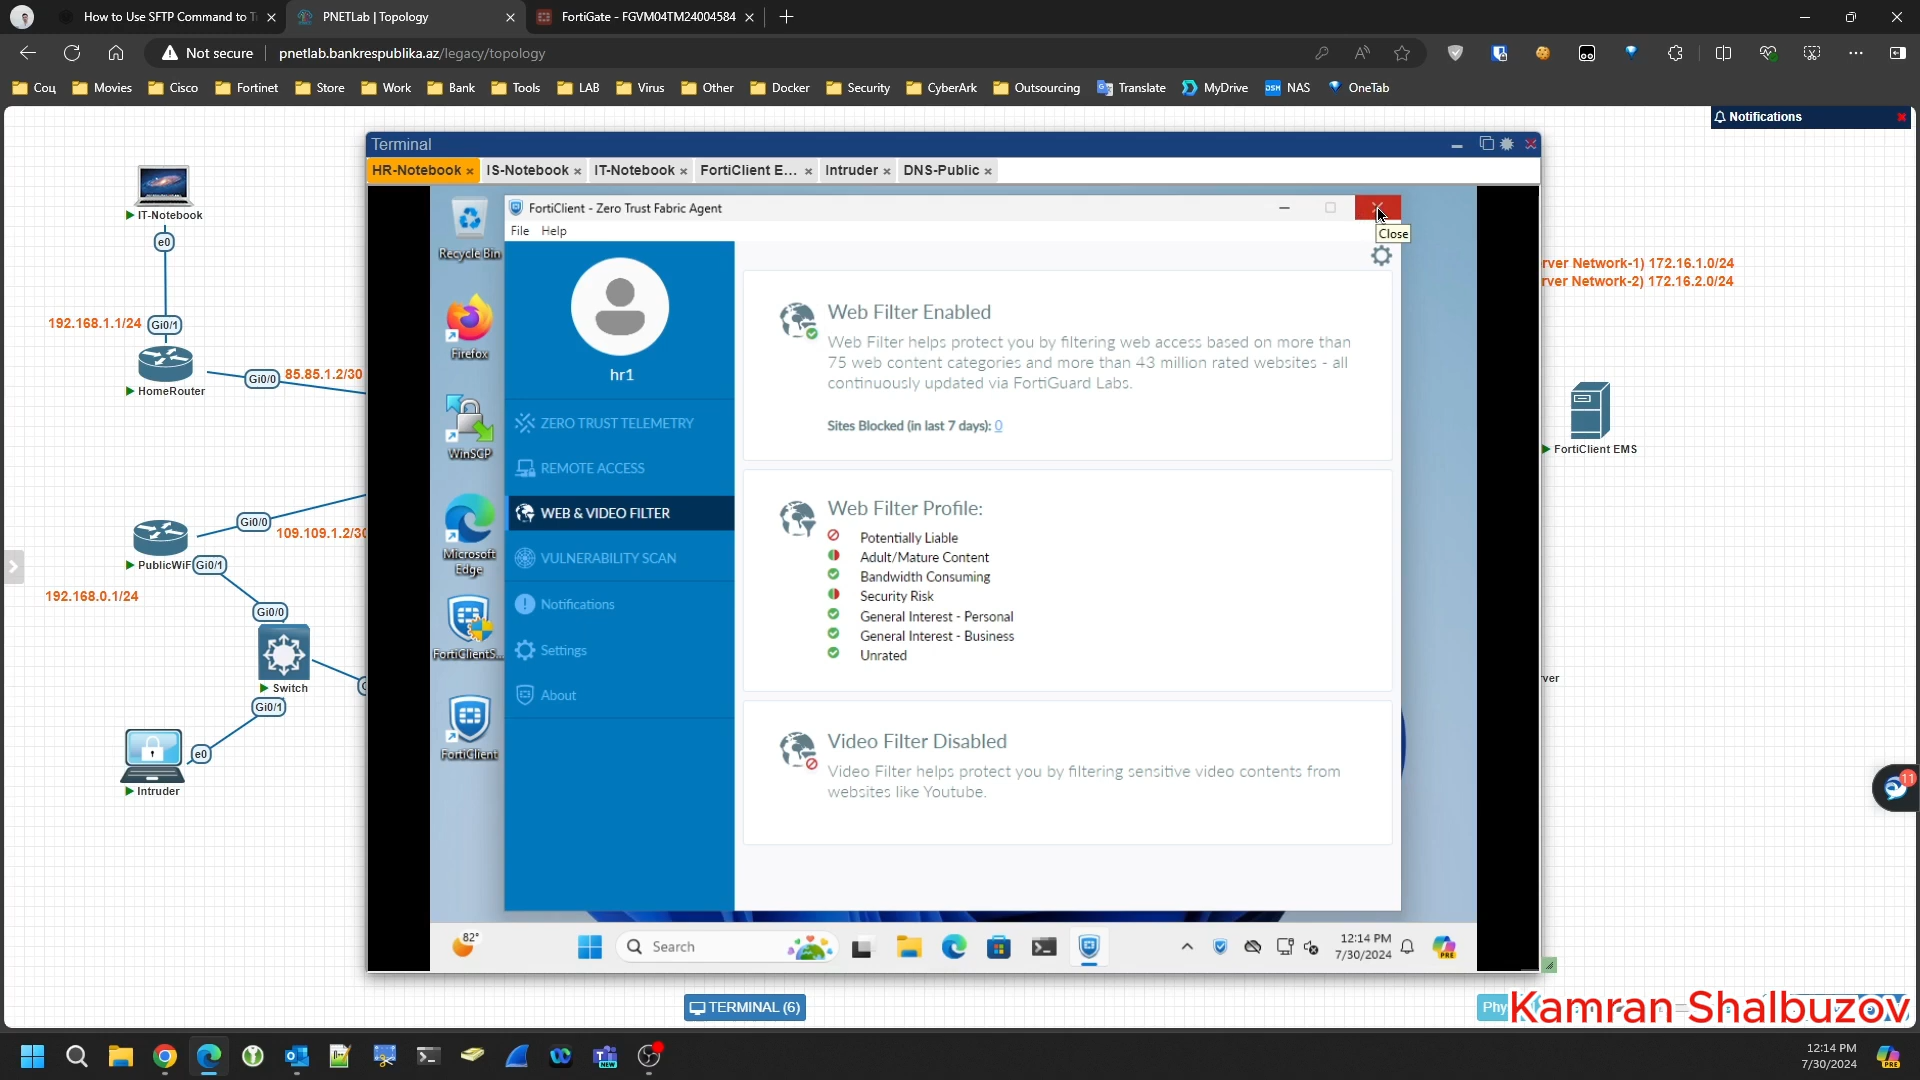 How to Use SFTP Command to T
PNETLab | Topology
FortiGate - FGVM04TM24004584
Not secure
pnetlab.bankrespublika.az/legacy/topology
Соц
Movies
Cisco
Fortinet
Store
Work
Bank
Tools
LAB
Virus
Other
Docker
Security
CyberArk
Outsourcing
Translate
MyDrive
NAS
OneTab
Notifications
Terminal
HR-Notebook
IS-Notebook
IT-Notebook
FortiClient E...
Intruder
DNS-Public
IT-Notebook
e0
192.168.1.1/24
Gi0/1
HomeRouter
Gi0/0
85.85.1.2/30
PublicWiF
Gi0/0
109.109.1.2/30
Gi0/1
192.168.0.1/24
Gi0/0
Switch
Gi0/1
e0
Intruder
rver Network-1) 172.16.1.0/24
rver Network-2) 172.16.2.0/24
FortiClient EMS
ver
11
Recycle Bin
Firefox
WinSCP
Microsoft
Edge
FortiClientS...
FortiClient
FortiClient - Zero Trust Fabric Agent
Close
File Help
hr1
ZERO TRUST TELEMETRY
REMOTE ACCESS
WEB & VIDEO FILTER
VULNERABILITY SCAN
Notifications
Settings
About
Web Filter Enabled
Web Filter helps protect you by filtering web access based on more than
75 web content categories and more than 43 million rated websites - all
continuously updated via FortiGuard Labs.
Sites Blocked (in last 7 days): 0
Web Filter Profile:
Potentially Liable
Adult/Mature Content
Bandwidth Consuming
Security Risk
General Interest - Personal
General Interest - Business
Unrated
Video Filter Disabled
Video Filter helps protect you by filtering sensitive video contents from
websites like Youtube.
82°
Search
12:14 PM
7/30/2024
PRE
TERMINAL (6)
Phy
Kamran Shalbuzov
12:14 PM
7/30/2024
PRE